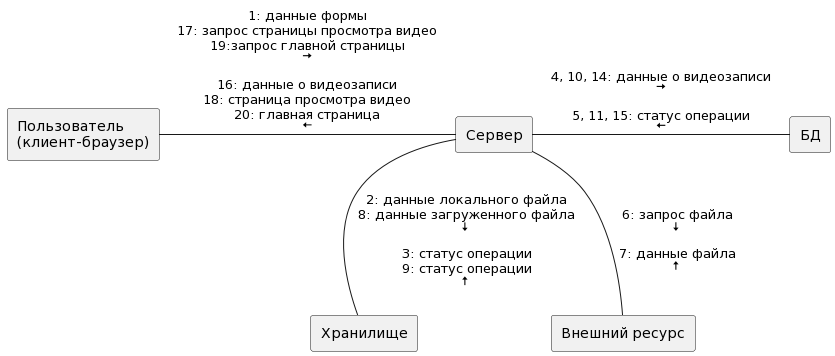 1: данные формы
17: запрос страницы просмотра видео
19:запрос главной страницы
→
16: данные о видеозаписи
18: страница просмотра видео
20: главная страница
←
4, 10, 14: данные о видеозаписи
→
5, 11, 15: статус операции
←
Пользователь
(клиент-браузер)
Сервер
БД
2: данные локального файла
8: данные загруженного файла
↓
3: статус операции
9: статус операции
↑
6: запрос файла
↓
7: данные файла
↑
Хранилище
Внешний ресурс